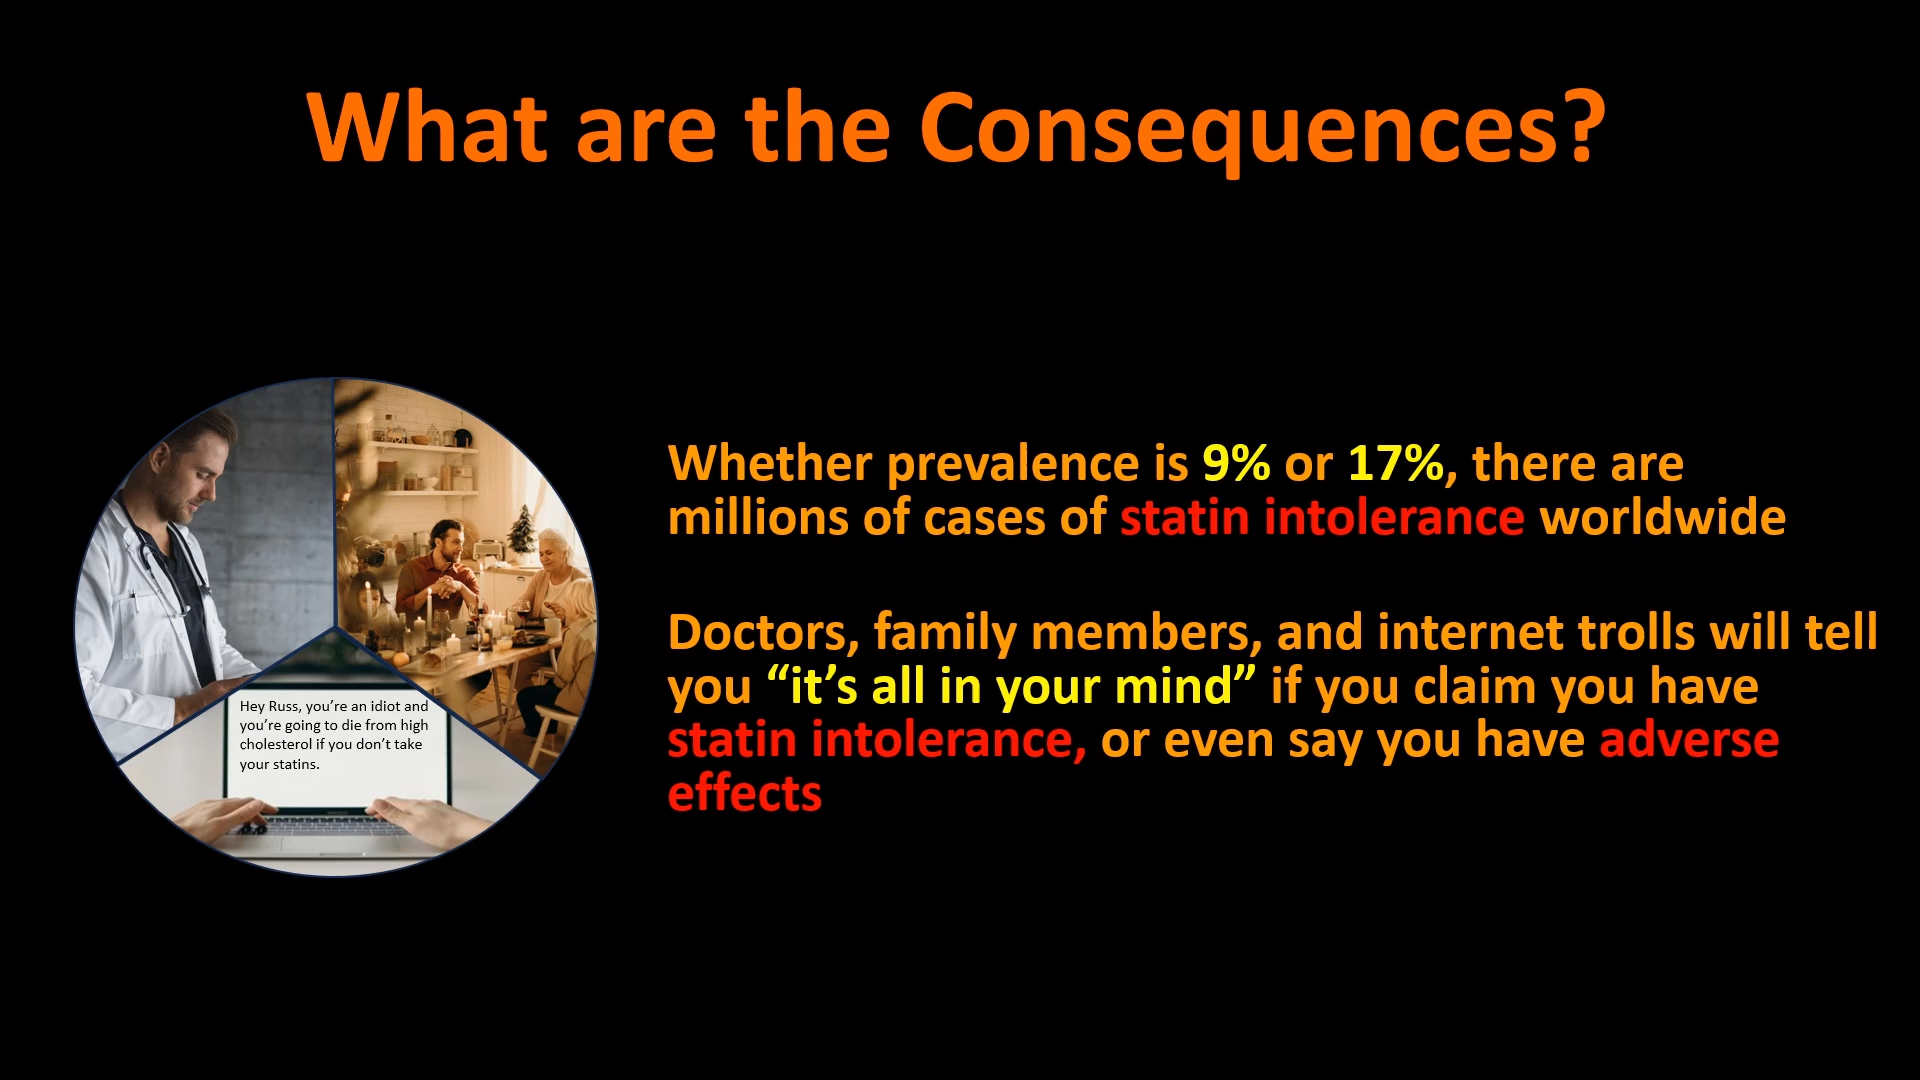 What are the Consequences?
Hey Russ, you’re an idiot and
you’re going to die from high
cholesterol if you don’t take
your statins.
Whether prevalence is 9% or 17%, there are
millions of cases of statin intolerance worldwide
Doctors, family members, and internet trolls will tell
you “it’s all in your mind” if you claim you have
statin intolerance, or even say you have adverse
effects